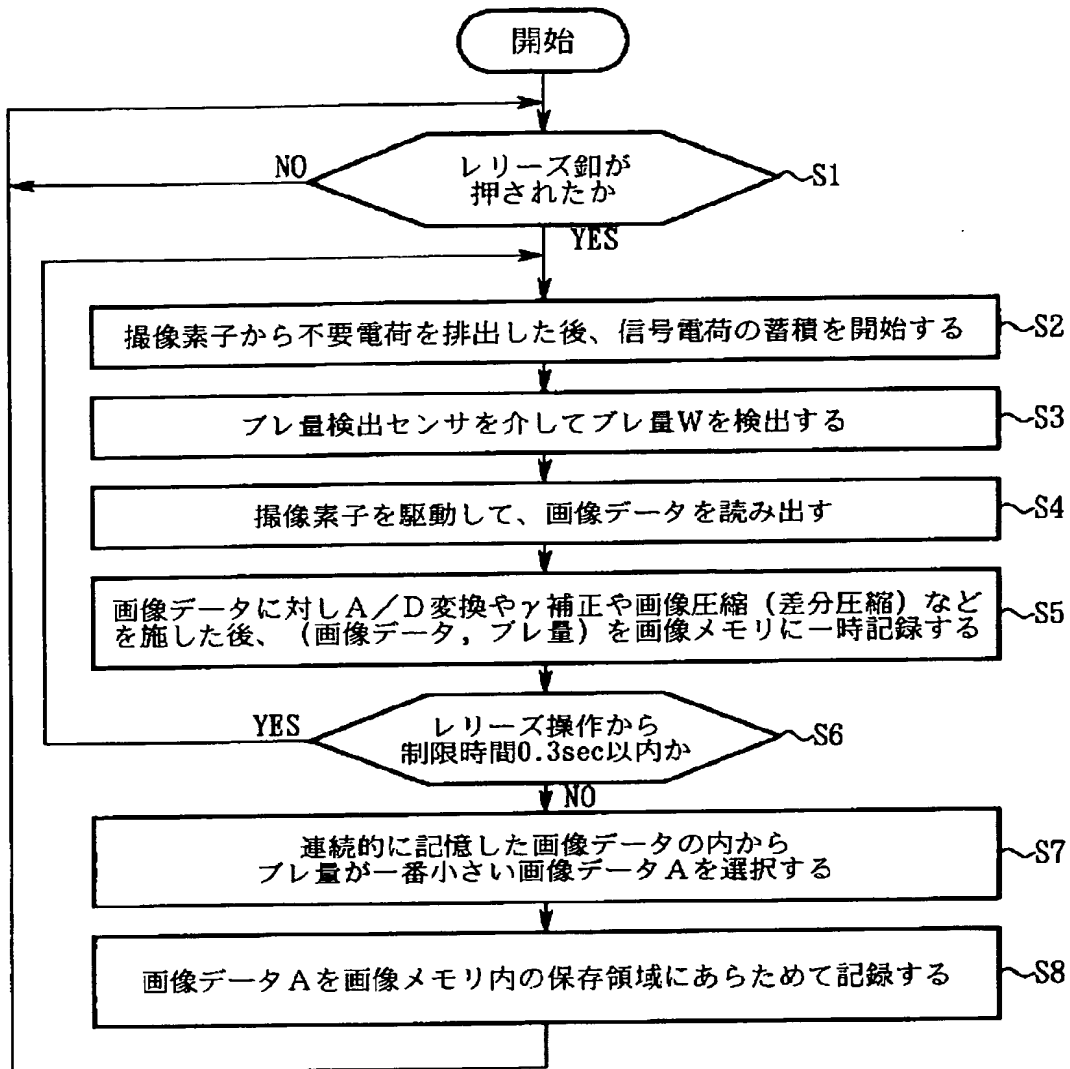 開始
NO
レリーズ釦が
押されたか
S1
YES
撮像素子から不要電荷を排出した後、信号電荷の蓄積を開始する
S2
ブレ量検出センサを介してブレ量Wを検出する
S3
撮像素子を駆動して、画像データを読み出す
S4
画像データに対しA/D変換やγ補正や画像圧縮(差分圧縮)など
を施した後、(画像データ,ブレ量)を画像メモリに一時記録する
S5
YES
レリーズ操作から
制限時間0.3sec以内か
S6
NO
連続的に記憶した画像データの内から
ブレ量が一番小さい画像データAを選択する
S7
画像データAを画像メモリ内の保存領域にあらためて記録する
S8